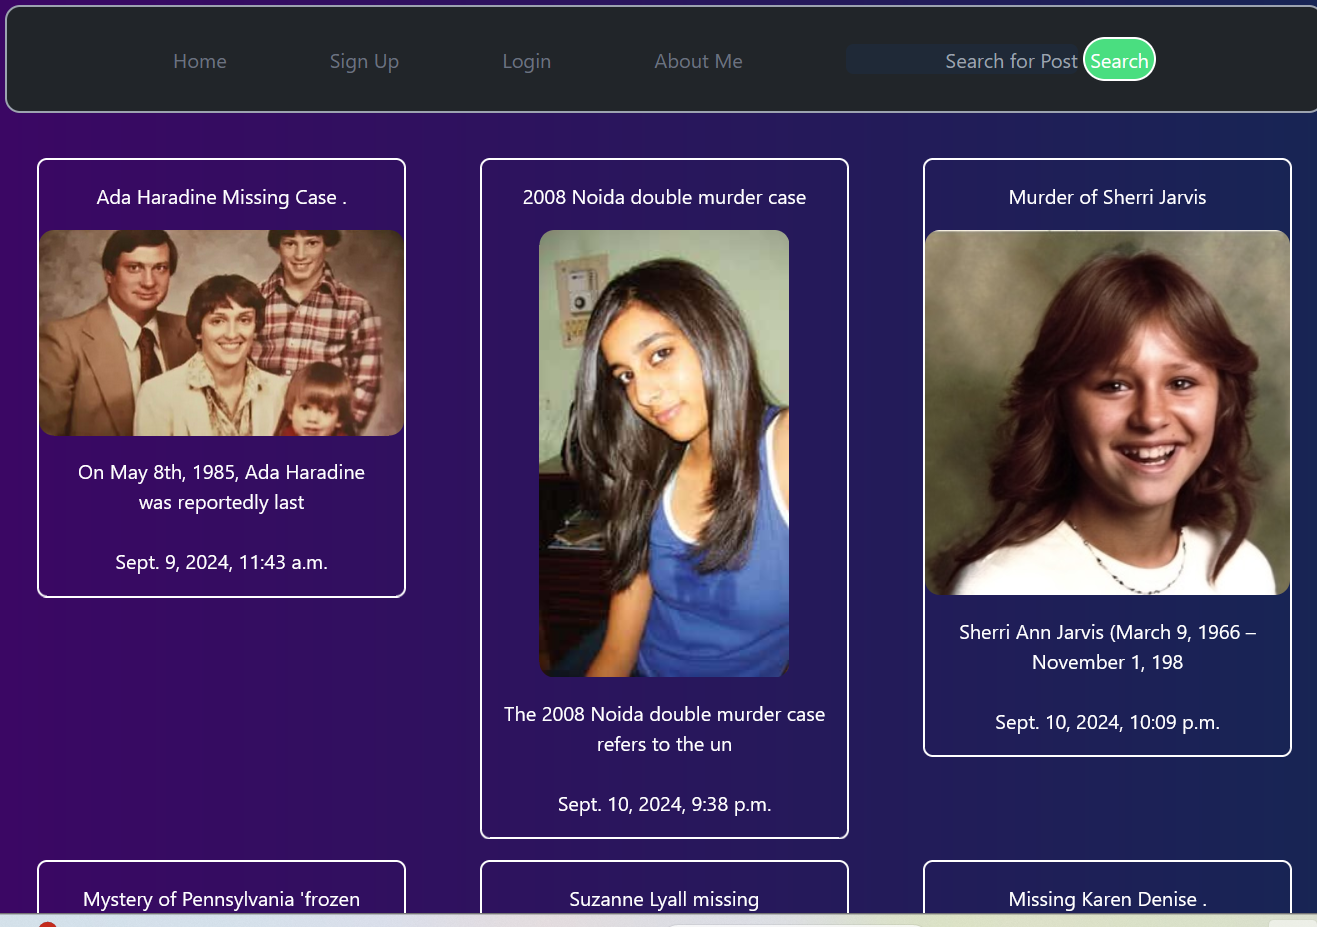 Home Sign Up Login About Me Search for Post Search
Ada Haradine Missing Case .
On May 8th, 1985, Ada Haradine
was reportedly last
Sept. 9, 2024, 11:43 a.m.
2008 Noida double murder case
The 2008 Noida double murder case
refers to the un
Sept. 10, 2024, 9:38 p.m.
Murder of Sherri Jarvis
Sherri Ann Jarvis (March 9, 1966 –
November 1, 198
Sept. 10, 2024, 10:09 p.m.
Mystery of Pennsylvania 'frozen
Suzanne Lyall missing
Missing Karen Denise .